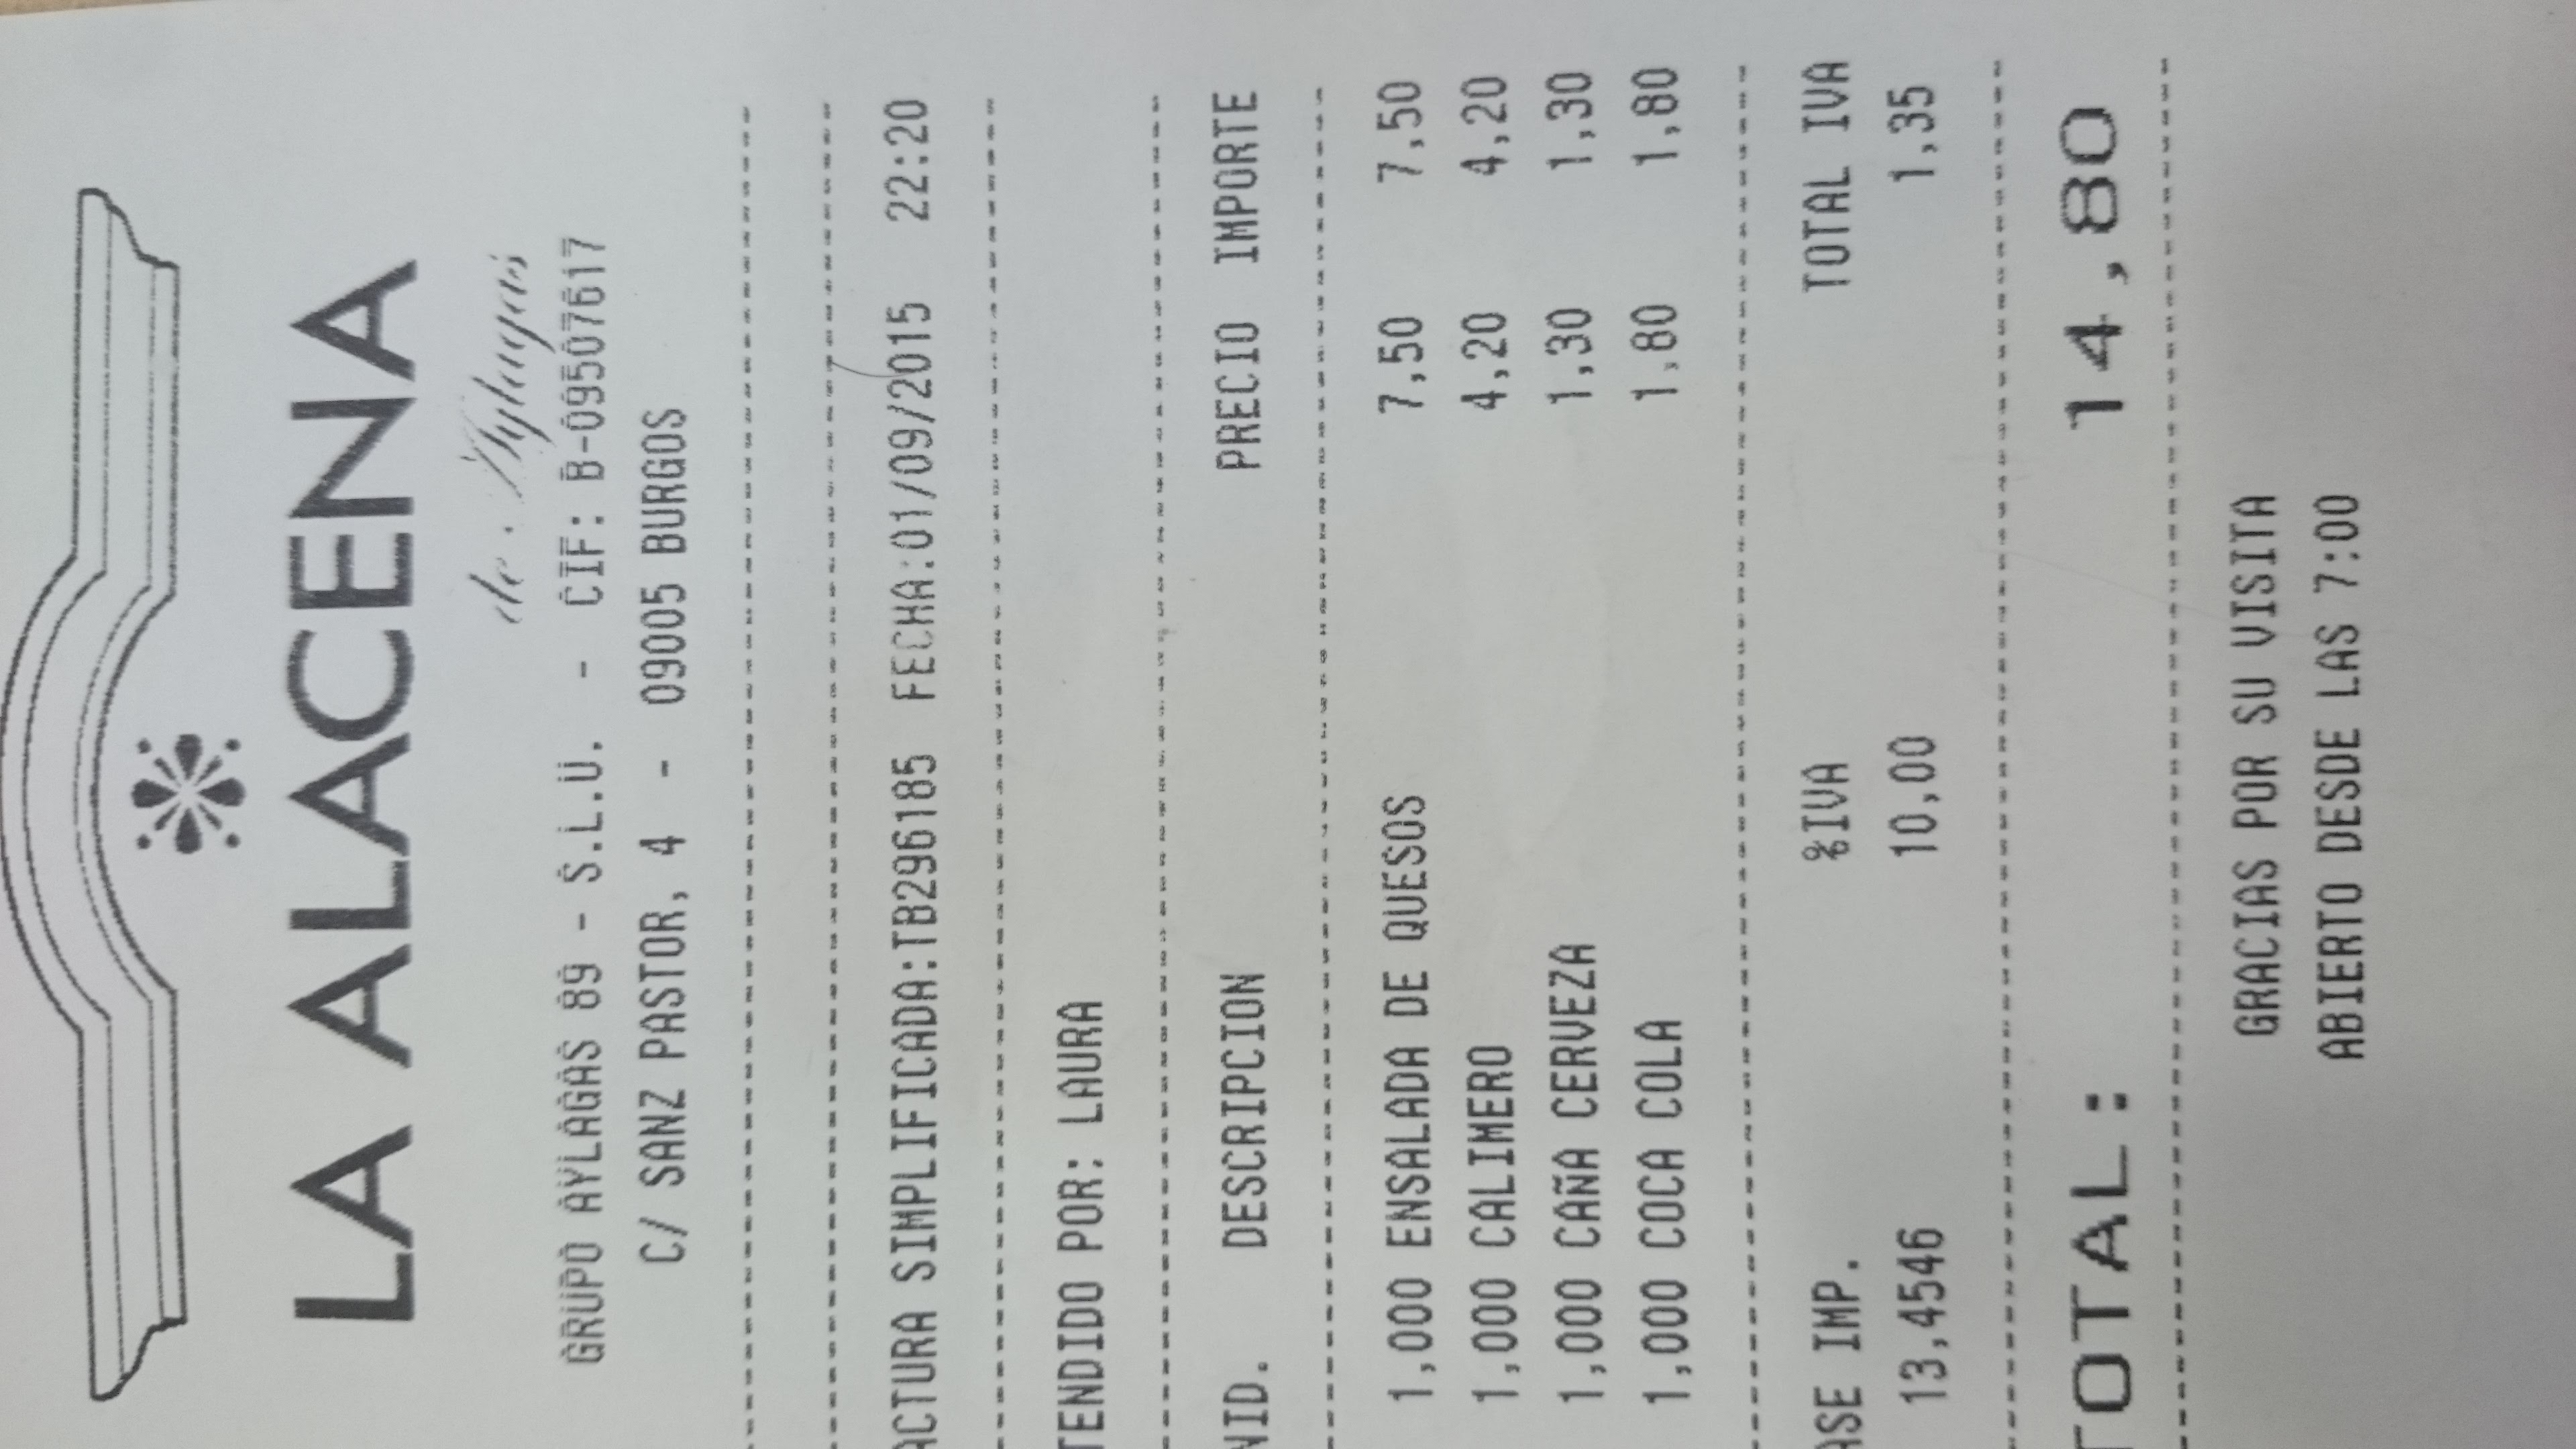 LA ALACENA
de Aylagas
GRUPO AYLAGAS 89 - S.L.U. - CIF: B-09507617
C/ SANZ PASTOR, 4 - 09005 BURGOS
ACTURA SIMPLIFICADA:TB296185 FECHA:01/09/2015 22:20
TENDIDO POR: LAURA
NID. DESCRIPCION PRECIO IMPORTE
1,000 ENSALADA DE QUESOS 7,50 7,50
1,000 CALIMERO 4,20 4,20
1,000 CAÑA CERVEZA 1,30 1,30
1,000 COCA COLA 1,80 1,80
ASE IMP. %IVA TOTAL IVA
13,4546 10,00 1,35
TOTAL: 14,80
GRACIAS POR SU VISITA
ABIERTO DESDE LAS 7:00